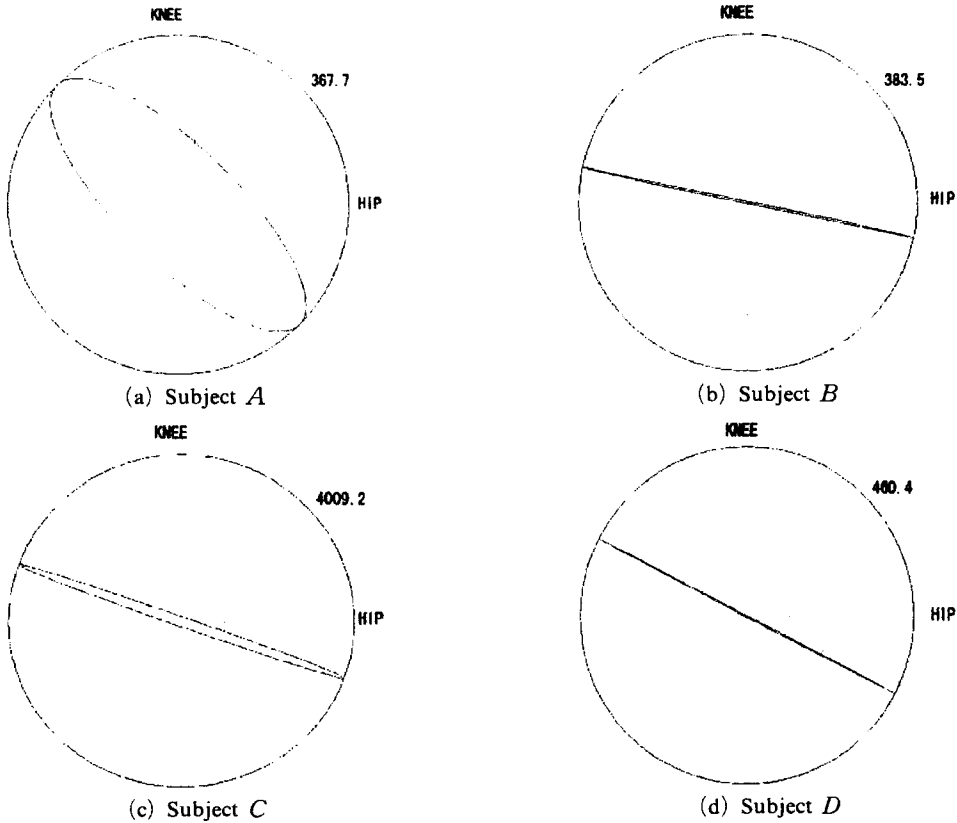 KNEE
367.7
HIP
(a) Subject A
KNEE
383.5
HIP
(b) Subject B
KNEE
4009.2
HIP
(c) Subject C
KNEE
460.4
HIP
(d) Subject D